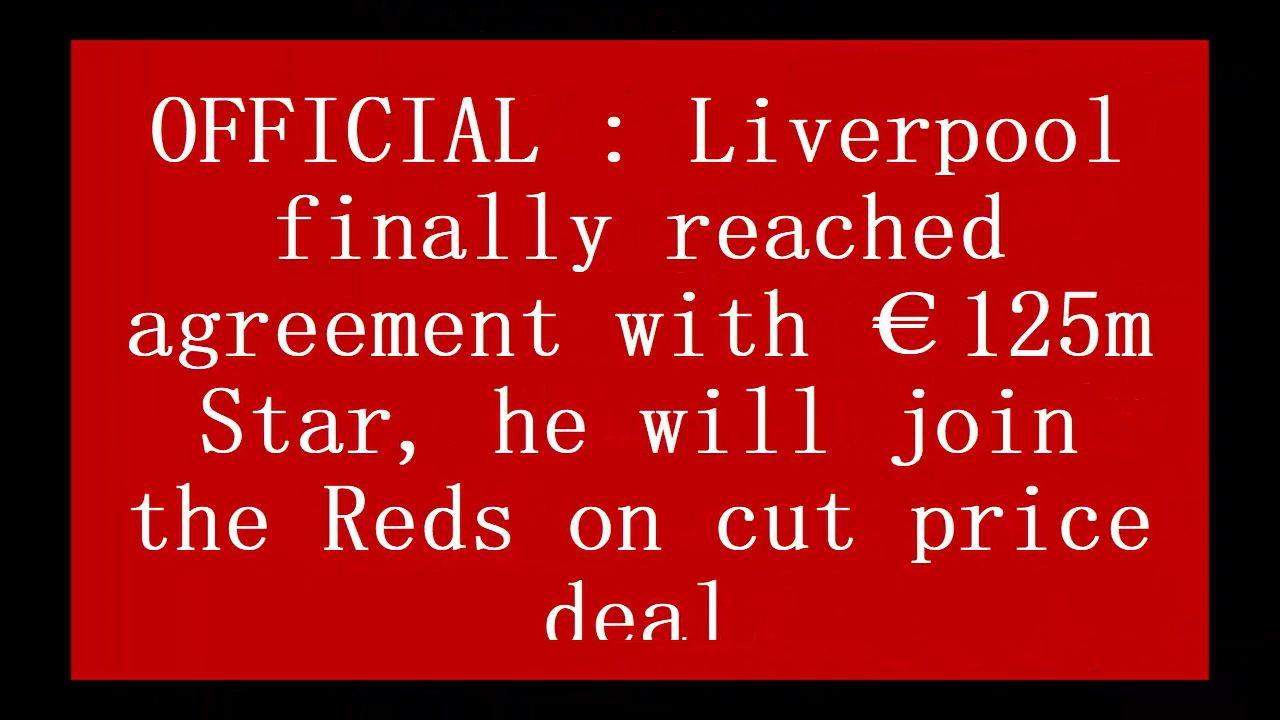 OFFICIAL : Liverpool
finally reached
agreement with €125m
Star, he will join
the Reds on cut price
deal